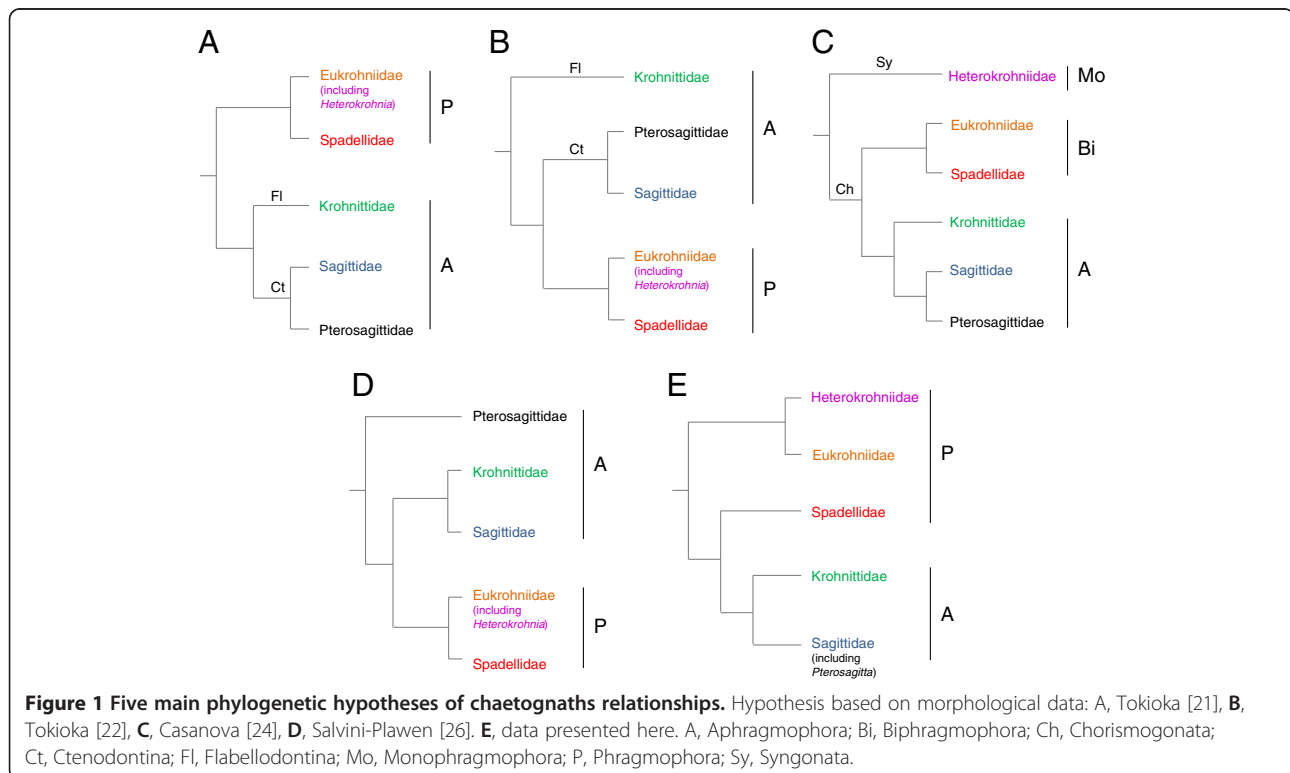 A
Eukrohniidae
(including
Heterokrohnia)
P
Spadellidae
Fl
Krohnittidae
A
Sagittidae
Ct
Pterosagittidae
B
Fl
Krohnittidae
Pterosagittidae
A
Ct
Sagittidae
Eukrohniidae
(including
Heterokrohnia)
P
Spadellidae
C
Sy
Heterokrohniidae
Mo
Eukrohniidae
Bi
Spadellidae
Ch
Krohnittidae
Sagittidae
A
Pterosagittidae
D
Pterosagittidae
A
Krohnittidae
Sagittidae
Eukrohniidae
(including
Heterokrohnia)
P
Spadellidae
E
Heterokrohniidae
P
Eukrohniidae
Spadellidae
Krohnittidae
A
Sagittidae
(including
Pterosagitta)
Figure 1 Five main phylogenetic hypotheses of chaetognaths relationships. Hypothesis based on morphological data: A, Tokioka [21], B,
Tokioka [22], C, Casanova [24], D, Salvini-Plawen [26]. E, data presented here. A, Aphragmophora; Bi, Biphragmophora; Ch, Chorismogonata;
Ct, Ctenodontina; Fl, Flabellodontina; Mo, Monophragmophora; P, Phragmophora; Sy, Syngonata.